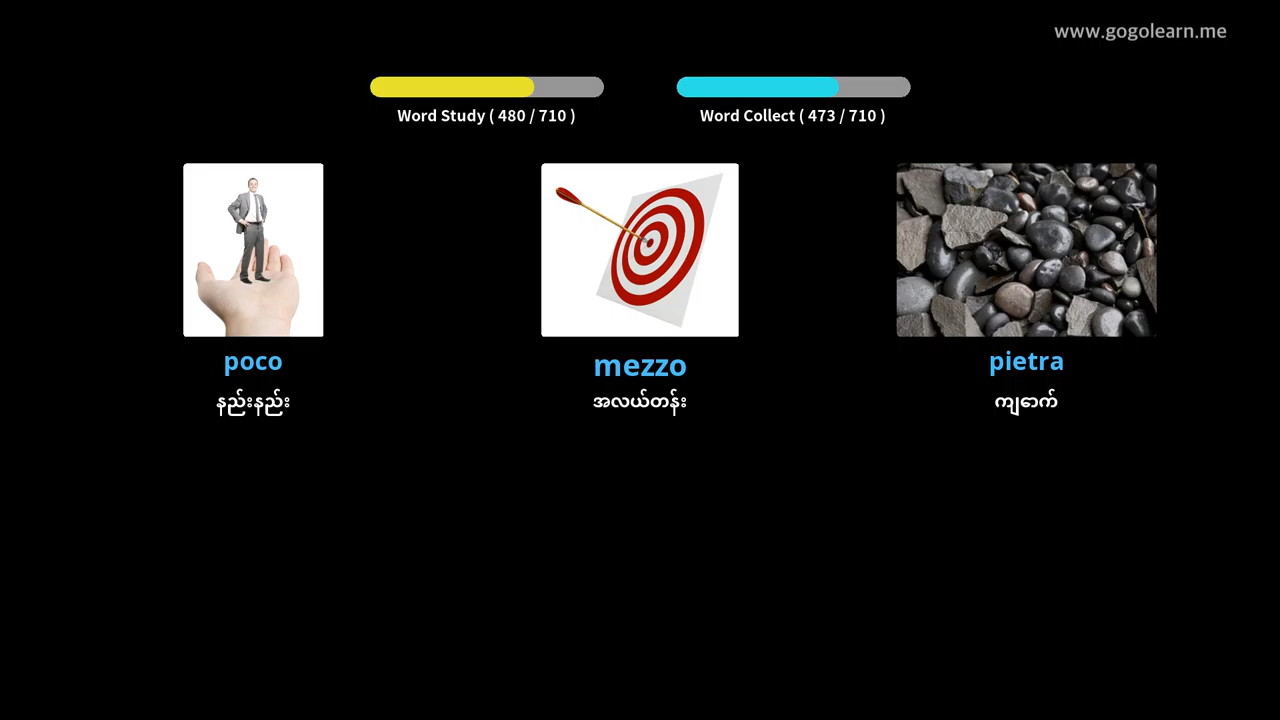 www.gogolearn.me
Word Study ( 480 / 710 )
Word Collect ( 473 / 710 )
poco
mezzo
pietra
နည်းနည်း
အလယ်တန်း
ကျောက်